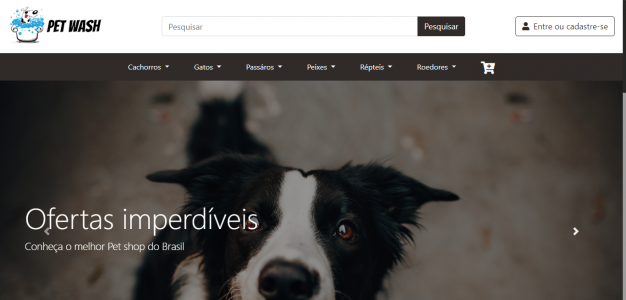 PET WASH
Pesquisar
Pesquisar
Entre ou cadastre-se
Cachorros
Gatos
Passáros
Peixes
Répteis
Roedores
Ofertas imperdíveis
Conheça o melhor Pet shop do Brasil